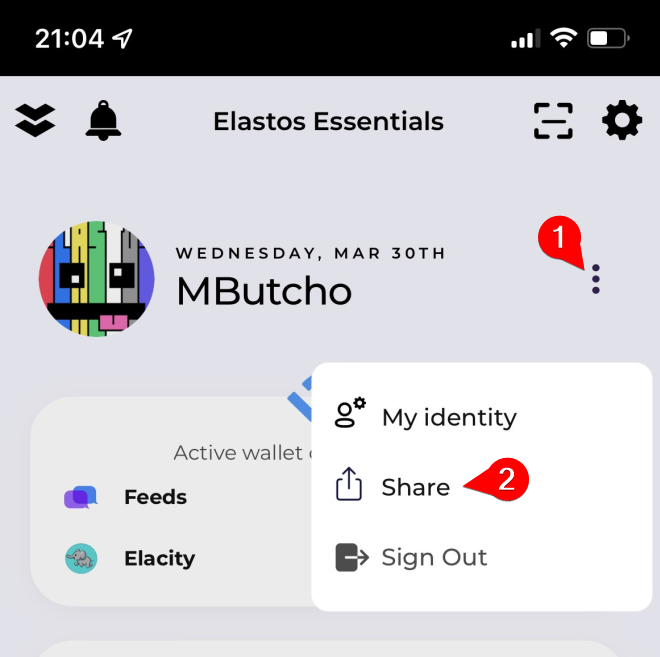 21:04
Elastos Essentials
1
WEDNESDAY, MAR 30TH
MButcho
My identity
Active wallet
Share
2
Feeds
Elacity
Sign Out